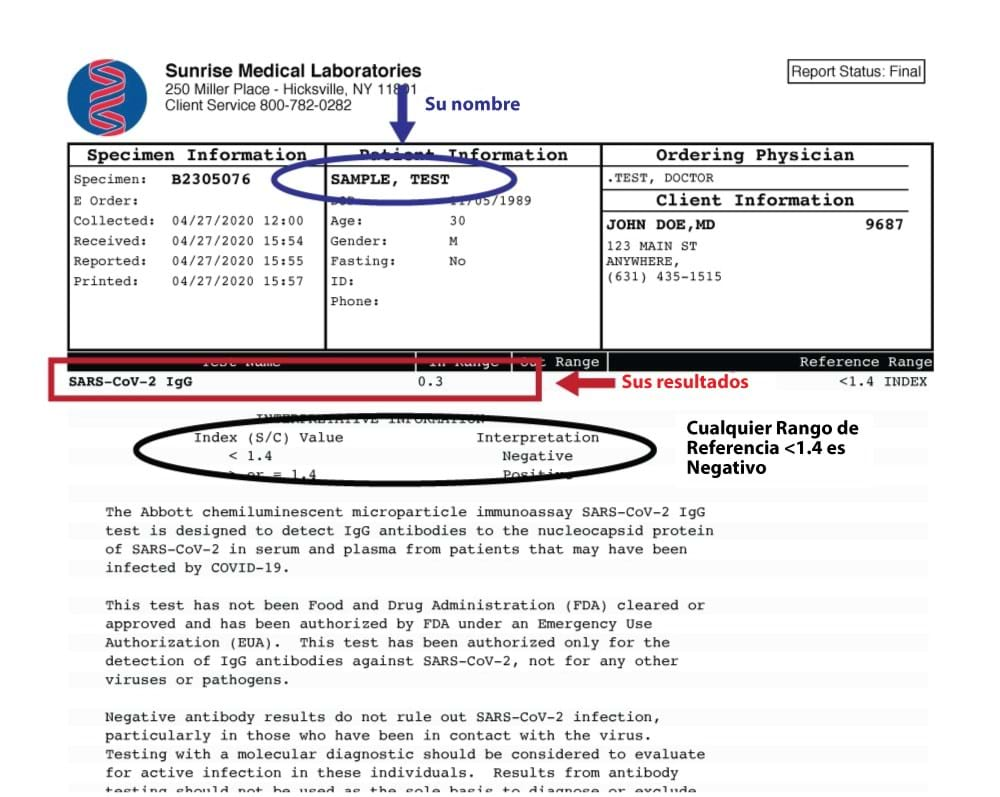 Sunrise Medical Laboratories
250 Miller Place - Hicksville, NY 11801
Client Service 800-782-0282
Report Status: Final
Su nombre
Specimen Information
Specimen: B2305076
E Order:
Collected: 04/27/2020 12:00
Received: 04/27/2020 15:54
Reported: 04/27/2020 15:55
Printed: 04/27/2020 15:57
Patient Information
SAMPLE, TEST
DOB: 11/05/1989
Age: 30
Gender: M
Fasting: No
ID:
Phone:
Ordering Physician
.TEST, DOCTOR
Client Information
JOHN DOE,MD 9687
123 MAIN ST
ANYWHERE,
(631) 435-1515
Test Name In Range Out Range Reference Range
SARS-CoV-2 IgG 0.3 <1.4 INDEX
Sus resultados
INTERPRETATIVE INFORMATION
Index (S/C) Value Interpretation
< 1.4 Negative
> or = 1.4 Positive
Cualquier Rango de
Referencia <1.4 es
Negativo
The Abbott chemiluminescent microparticle immunoassay SARS-CoV-2 IgG
test is designed to detect IgG antibodies to the nucleocapsid protein
of SARS-CoV-2 in serum and plasma from patients that may have been
infected by COVID-19.
This test has not been Food and Drug Administration (FDA) cleared or
approved and has been authorized by FDA under an Emergency Use
Authorization (EUA). This test has been authorized only for the
detection of IgG antibodies against SARS-CoV-2, not for any other
viruses or pathogens.
Negative antibody results do not rule out SARS-CoV-2 infection,
particularly in those who have been in contact with the virus.
Testing with a molecular diagnostic should be considered to evaluate
for active infection in these individuals. Results from antibody
testing should not be used as the sole basis to diagnose or exclude